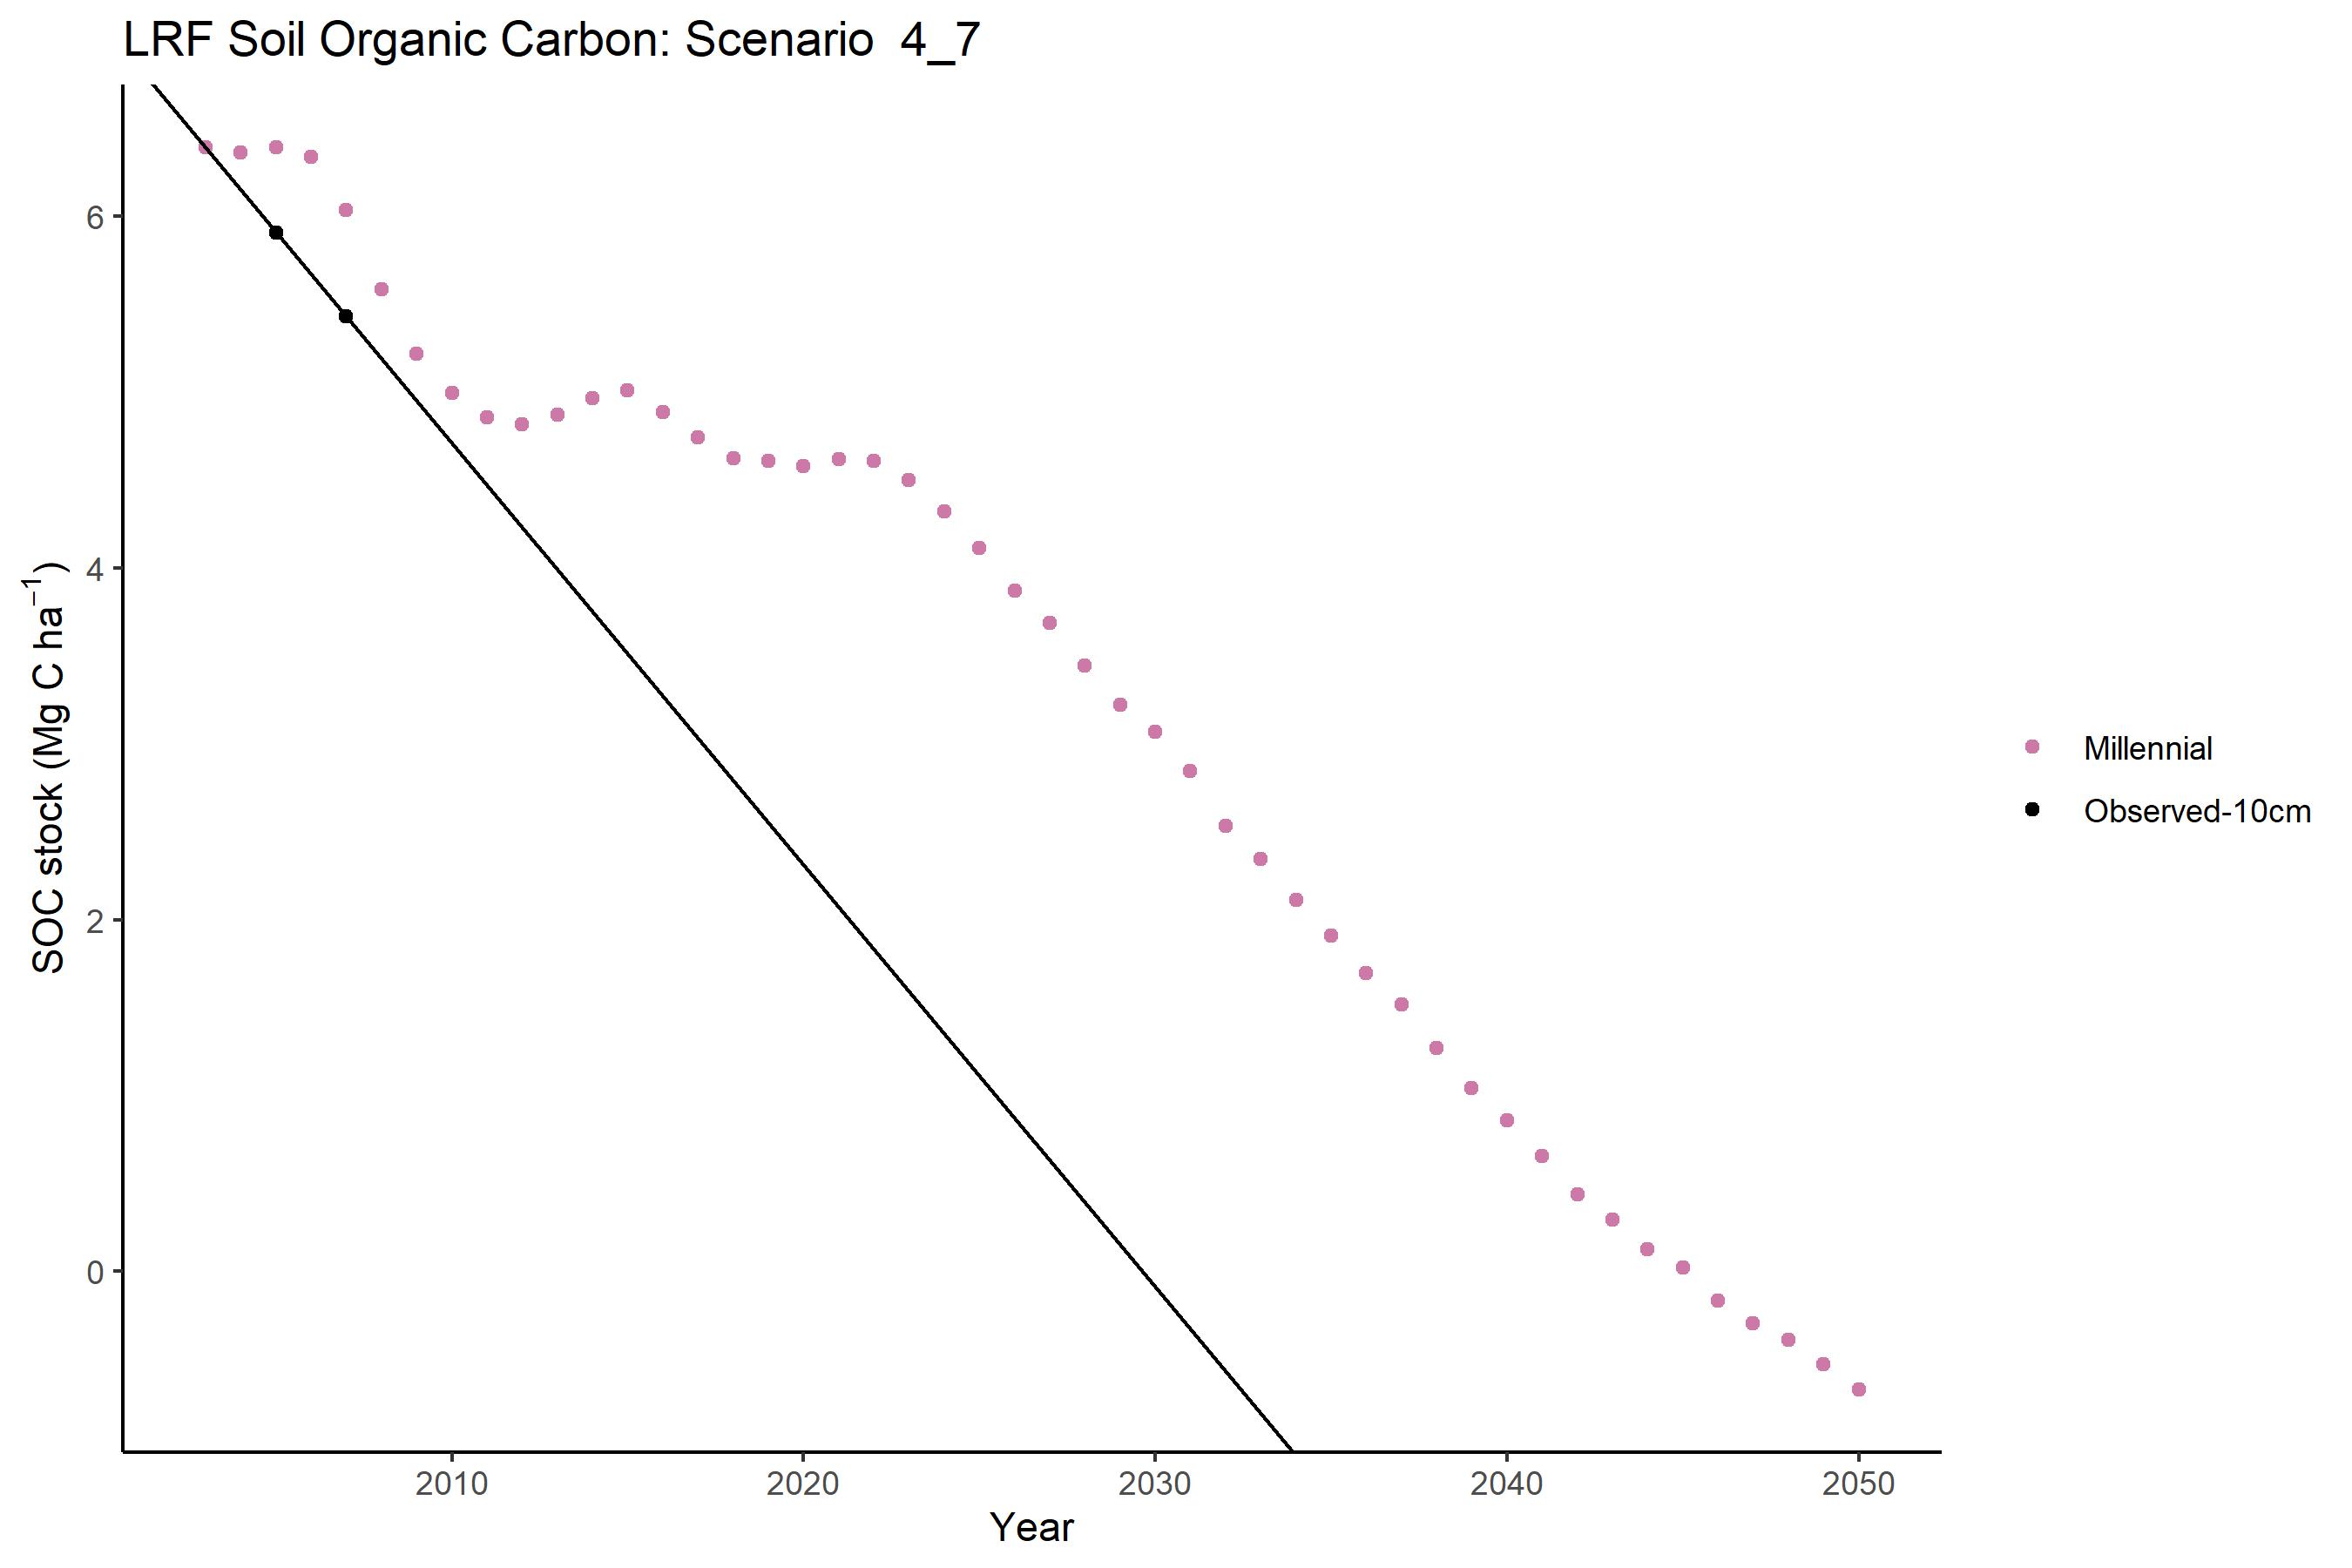 LRF Soil Organic Carbon: Scenario  4_7
SOC stock (Mg C ha⁻¹)
6
4
2
0
2010 2020 2030 2040 2050
Year
Millennial
Observed-10cm